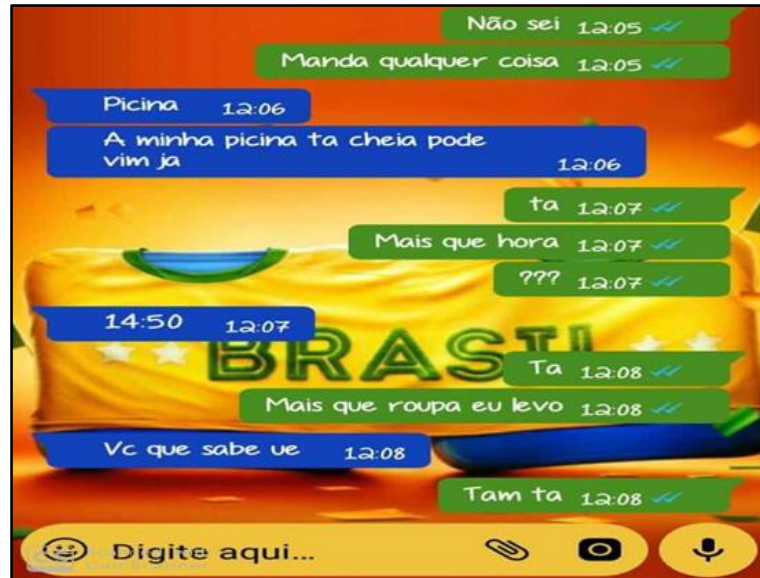 Não sei 12:05
Manda qualquer coisa 12:05
Picina 12:06
A minha picina ta cheia pode
vim ja 12:06
ta 12:07
Mais que hora 12:07
??? 12:07
14:50 12:07
BRASIL
Ta 12:08
Mais que roupa eu levo 12:08
Vc que sabe ue 12:08
Tam ta 12:08
Digite aqui...